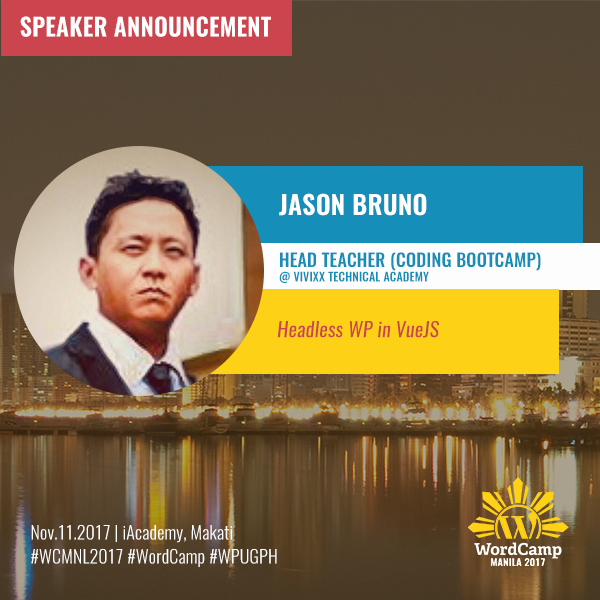 SPEAKER ANNOUNCEMENT
JASON BRUNO
HEAD TEACHER (CODING BOOTCAMP)
@ VIVIXX TECHNICAL ACADEMY
Headless WP in VueJS
Nov.11.2017 | iAcademy, Makati
#WCMNL2017 #WordCamp #WPUGPH
W
WordCamp
MANILA 2017